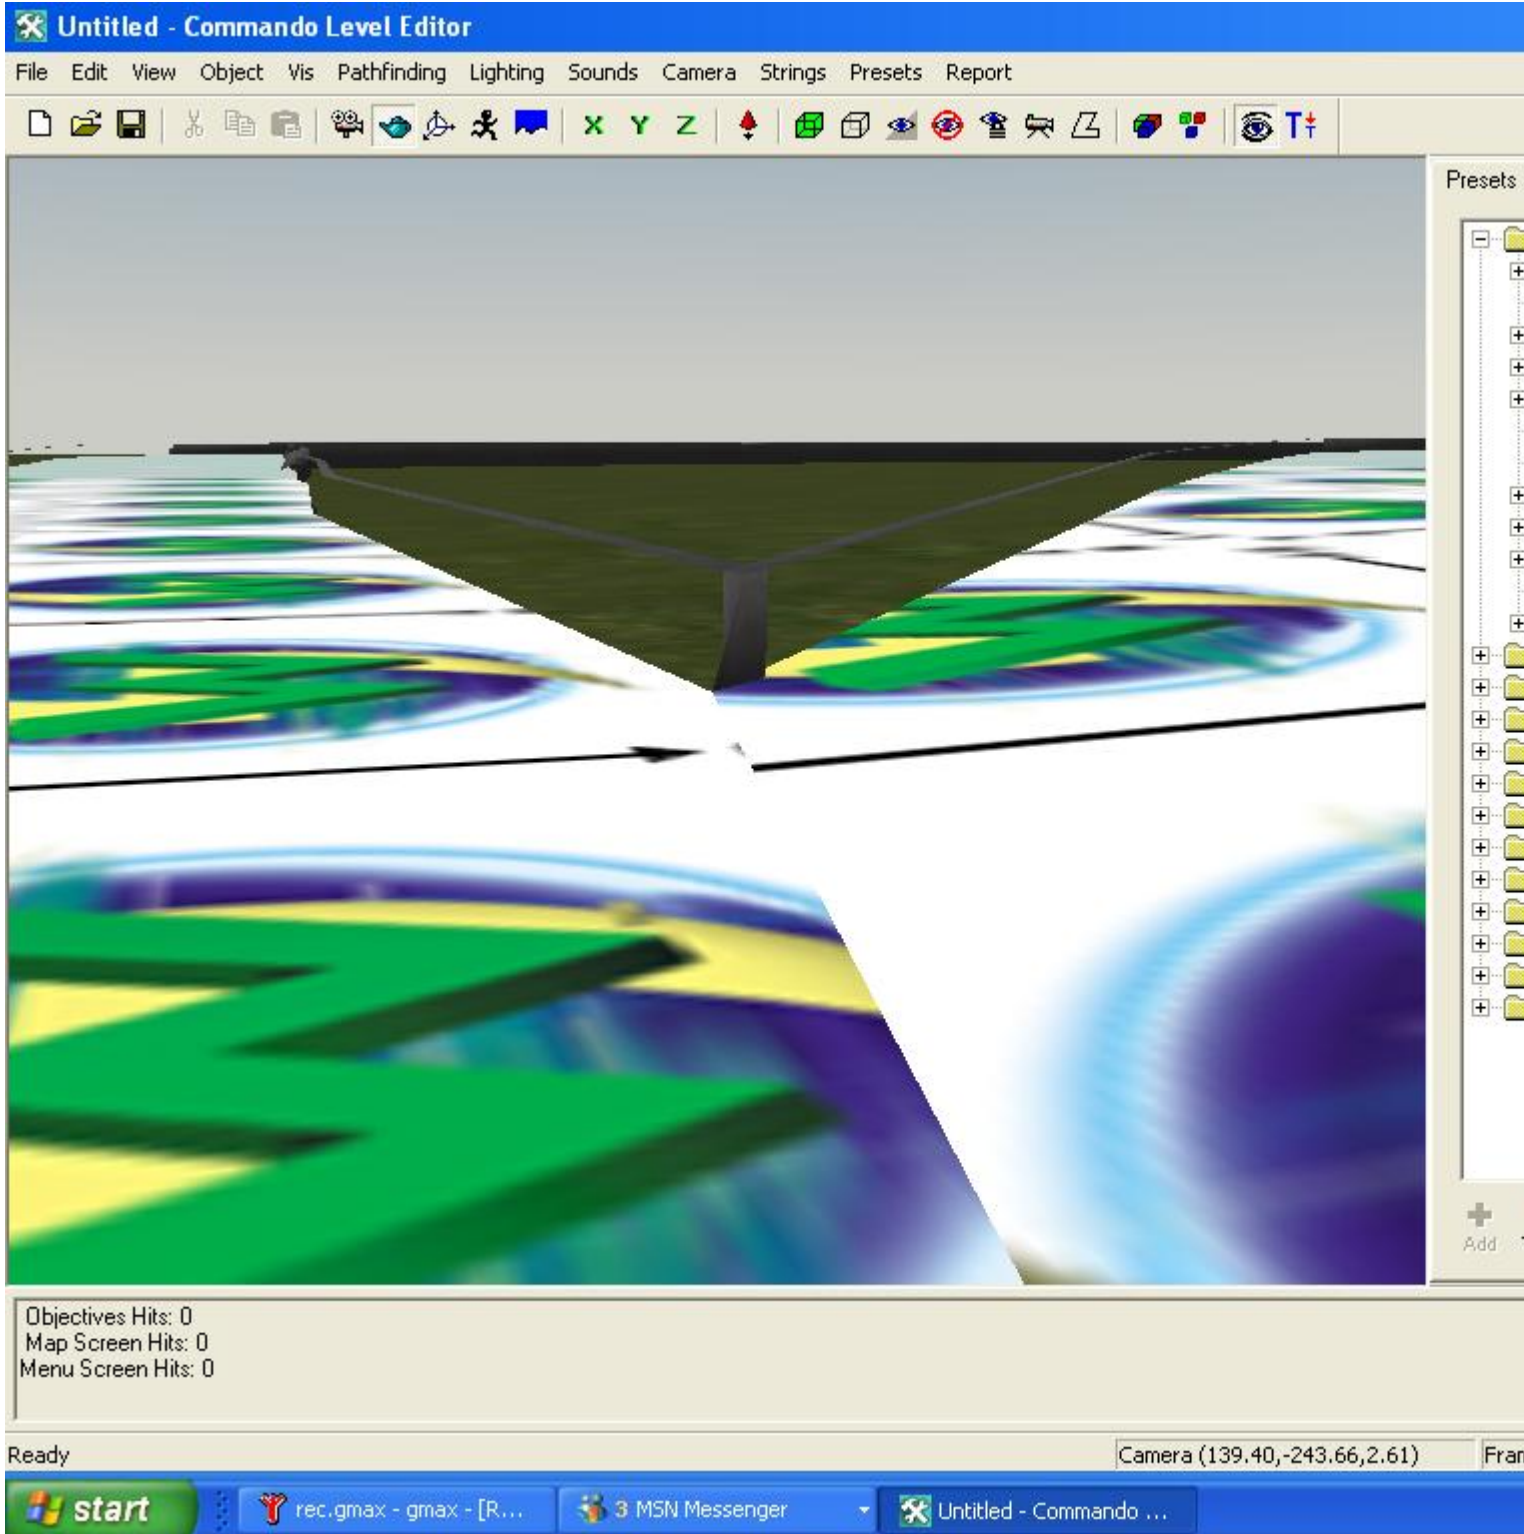 Untitled - Commando Level Editor
File Edit View Object Vis Pathfinding Lighting Sounds Camera Strings Presets Report
X Y Z T
Presets
Add
Objectives Hits: 0
Map Screen Hits: 0
Menu Screen Hits: 0
Ready Camera (139.40,-243.66,2.61) Fran
start rec.gmax - gmax - [R... 3 MSN Messenger Untitled - Commando ...